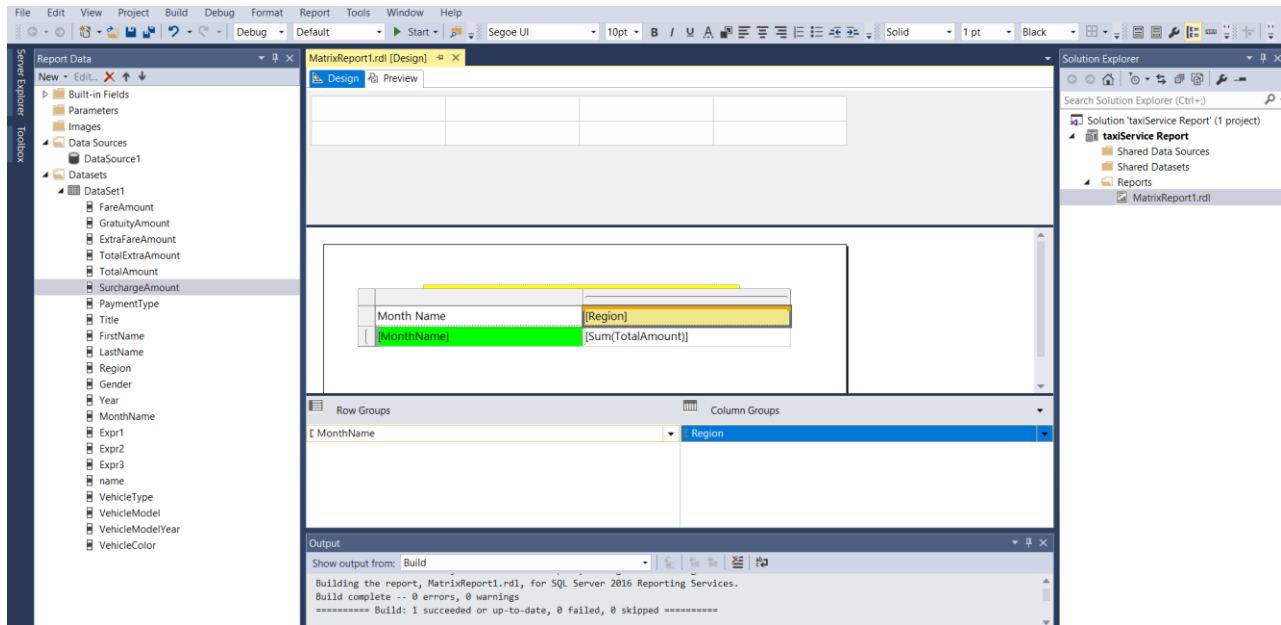 File Edit View Project Build Debug Format Report Tools Window Help
Debug Default Start Segoe UI 10pt B I U A Solid 1 pt Black
Server Explorer
Toolbox
Report Data
New Edit...
Built-in Fields
Parameters
Images
Data Sources
DataSource1
Datasets
DataSet1
FareAmount
GratuityAmount
ExtraFareAmount
TotalExtraAmount
TotalAmount
SurchargeAmount
PaymentType
Title
FirstName
LastName
Region
Gender
Year
MonthName
Expr1
Expr2
Expr3
name
VehicleType
VehicleModel
VehicleModelYear
VehicleColor
MatrixReport1.rdl [Design]
Design Preview
Month Name [Region]
[MonthName] [Sum(TotalAmount)]
Row Groups Column Groups
MonthName Region
Output
Show output from: Build
Building the report, MatrixReport1.rdl, for SQL Server 2016 Reporting Services.
Build complete -- 0 errors, 0 warnings
========== Build: 1 succeeded or up-to-date, 0 failed, 0 skipped ==========
Solution Explorer
Search Solution Explorer (Ctrl+;)
Solution 'taxiService Report' (1 project)
taxiService Report
Shared Data Sources
Shared Datasets
Reports
MatrixReport1.rdl